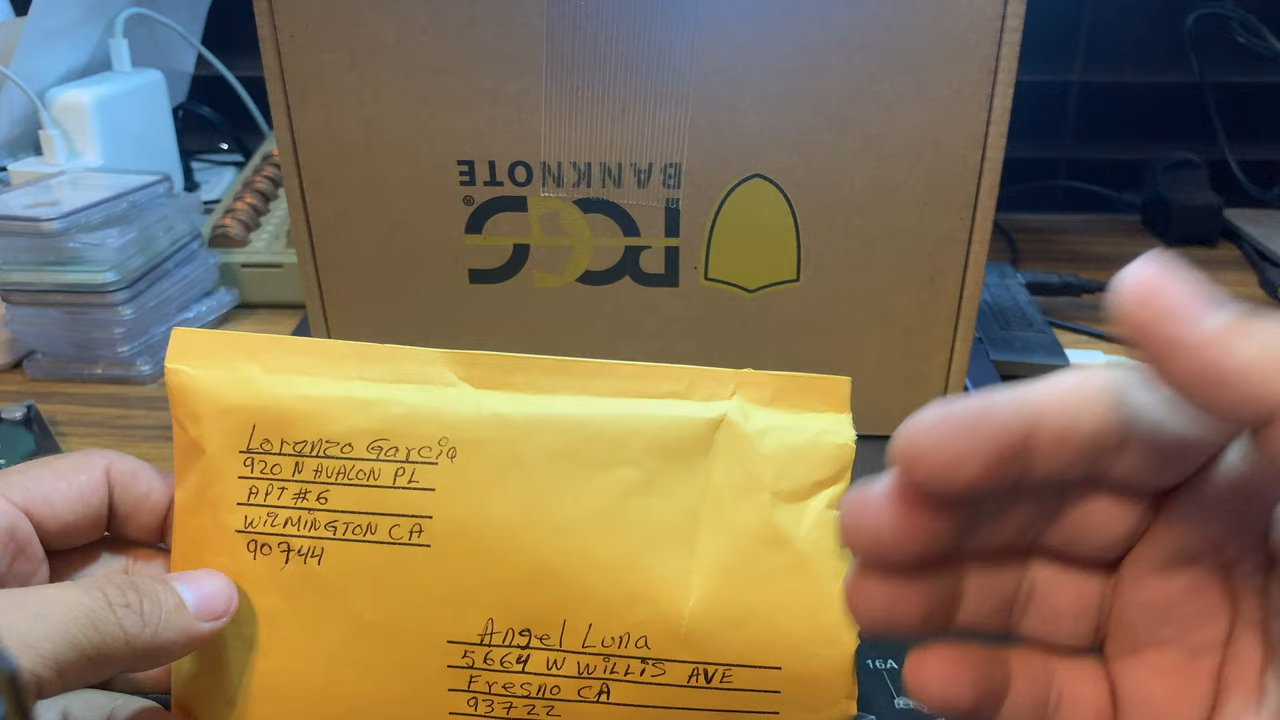 BANKNOTE
PCGS®
Lorenzo Garcia
920 N AVALON PL
APT #6
WILMINGTON CA
90744
Angel Luna
5664 W WILLIS AVE
Fresno CA
93722
16A